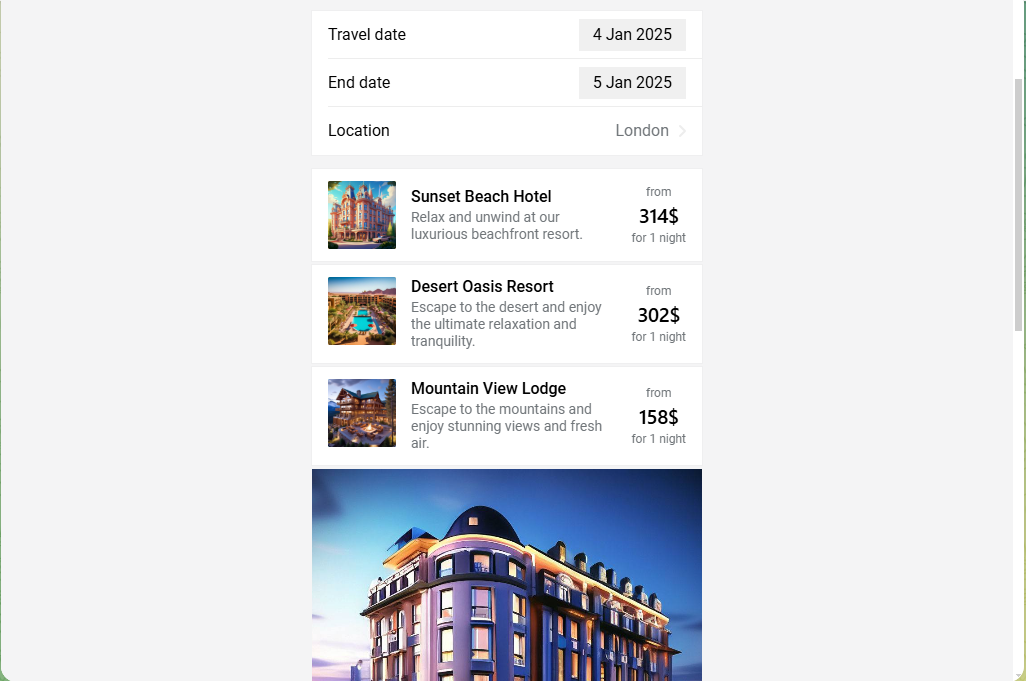 Travel date
4 Jan 2025
End date
5 Jan 2025
Location
London
Sunset Beach Hotel
Relax and unwind at our
luxurious beachfront resort.
from
314$
for 1 night
Desert Oasis Resort
Escape to the desert and enjoy
the ultimate relaxation and
tranquility.
from
302$
for 1 night
Mountain View Lodge
Escape to the mountains and
enjoy stunning views and fresh
air.
from
158$
for 1 night